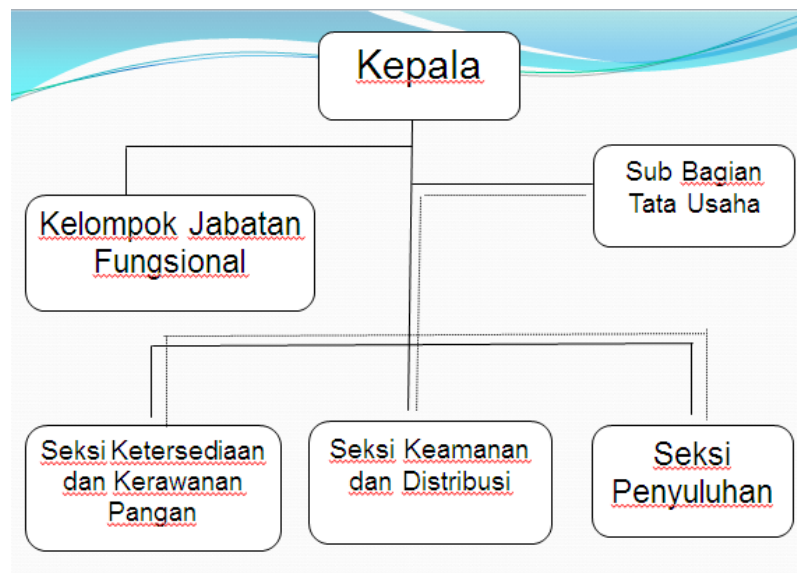 Kepala
Sub Bagian
Tata Usaha
Kelompok Jabatan
Fungsional
Seksi Ketersediaan
dan Kerawanan
Pangan
Seksi Keamanan
dan Distribusi
Seksi
Penyuluhan